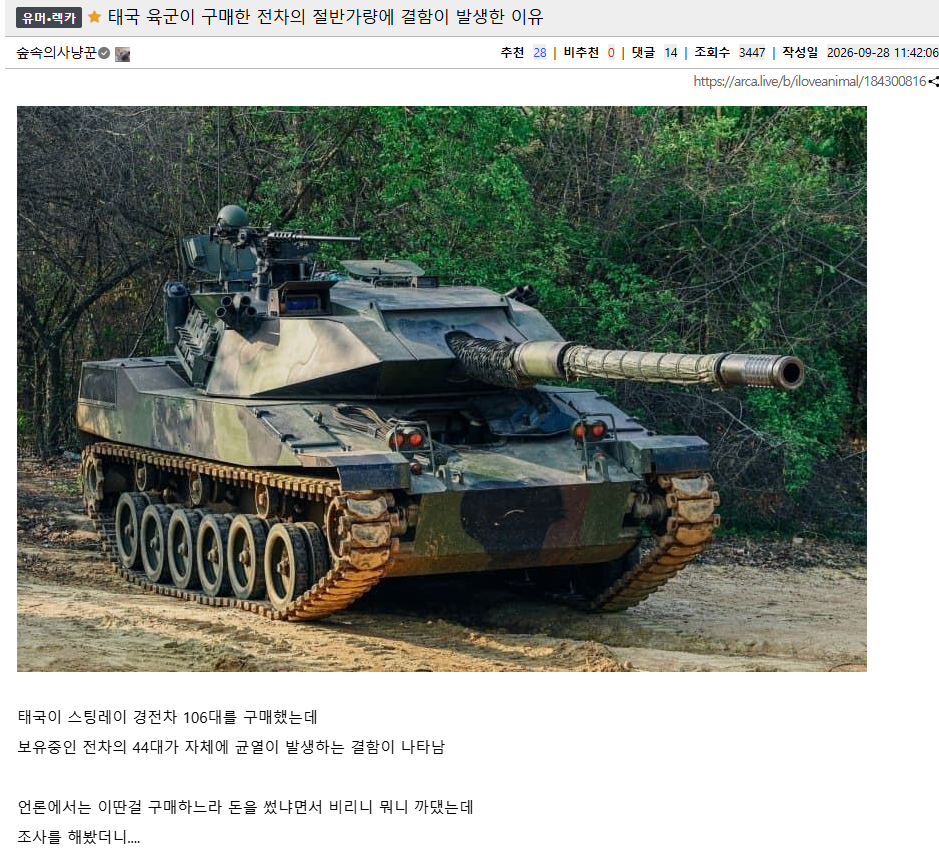 유머•렉카 태국 육군이 구매한 전차의 절반가량에 결함이 발생한 이유
숲속의사냥꾼 추천 28 | 비추천 0 | 댓글 14 | 조회수 3447 | 작성일 2026-09-28 11:42:06
https://arca.live/b/iloveanimal/184300816
태국이 스팅레이 경전차 106대를 구매했는데
보유중인 전차의 44대가 자체에 균열이 발생하는 결함이 나타남
언론에서는 이딴걸 구매하느라 돈을 썼냐면서 비리니 뭐니 까댔는데
조사를 해봤더니....